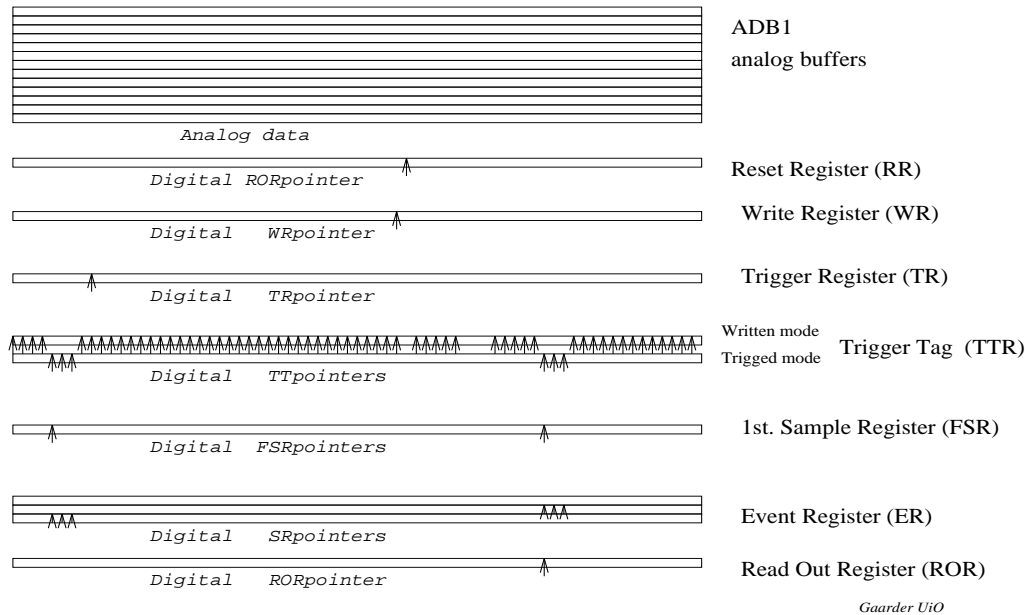 ADB1
analog buffers
Analog data
Digital RORpointer
Reset Register (RR)
Digital WRpointer
Write Register (WR)
Digital TRpointer
Trigger Register (TR)
Written mode
Trigged mode
Trigger Tag (TTR)
Digital TTpointers
Digital FSRpointers
1st. Sample Register (FSR)
Digital SRpointers
Event Register (ER)
Digital RORpointer
Read Out Register (ROR)
Gaarder UiO